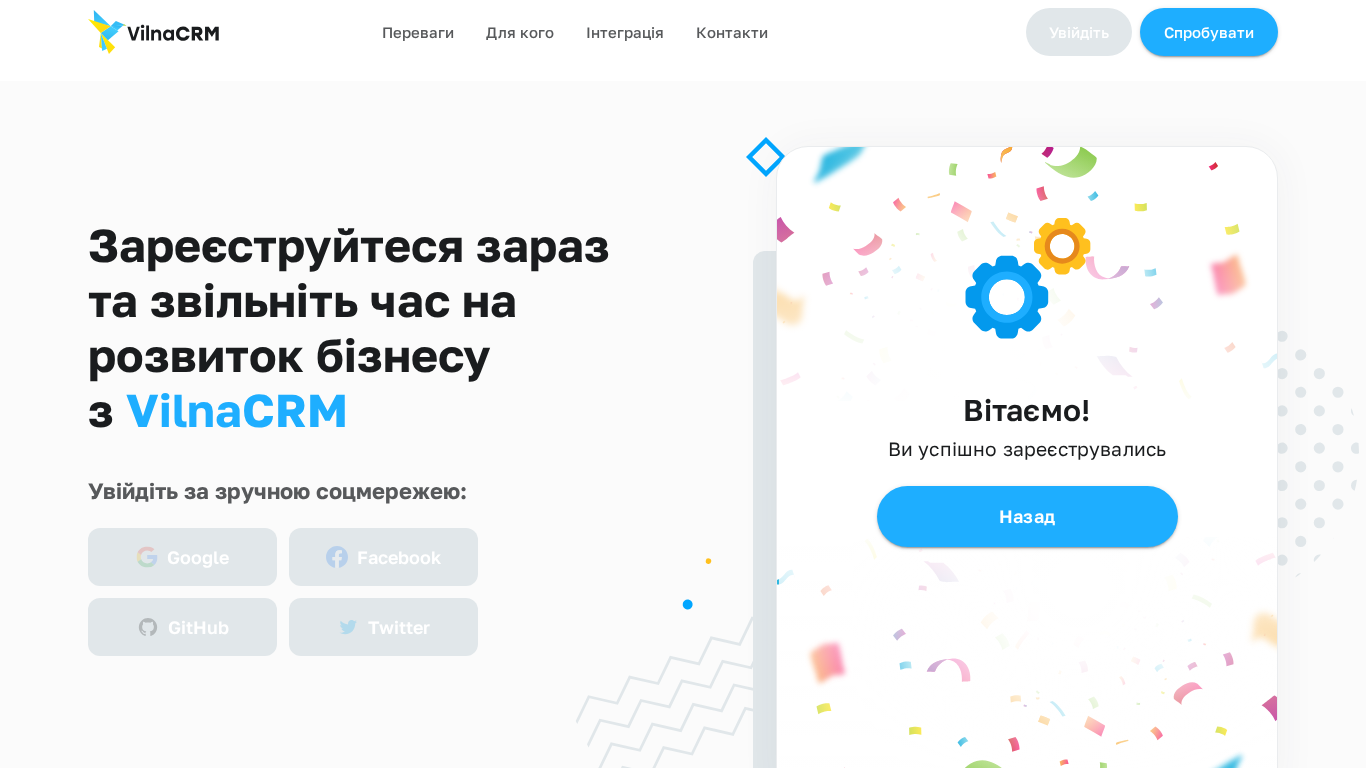 VilnaCRM
Переваги
Для кого
Інтеграція
Контакти
Увійдіть
Спробувати
Зареєструйтеся зараз
та звільніть час на
розвиток бізнесу
з VilnaCRM
Увійдіть за зручною соцмережею:
Google
Facebook
GitHub
Twitter
Вітаємо!
Ви успішно зареєструвались
Назад